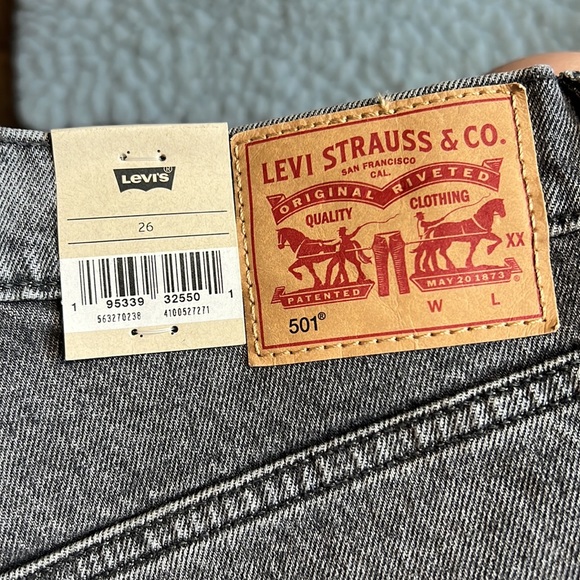 LEVI'S®
26
1 95339 32550 1
563270238 4100527271
LEVI STRAUSS & CO.
SAN FRANCISCO
CAL.
ORIGINAL RIVETED
QUALITY CLOTHING
XX
PATENTED MAY 20 1873 ®
501® W L